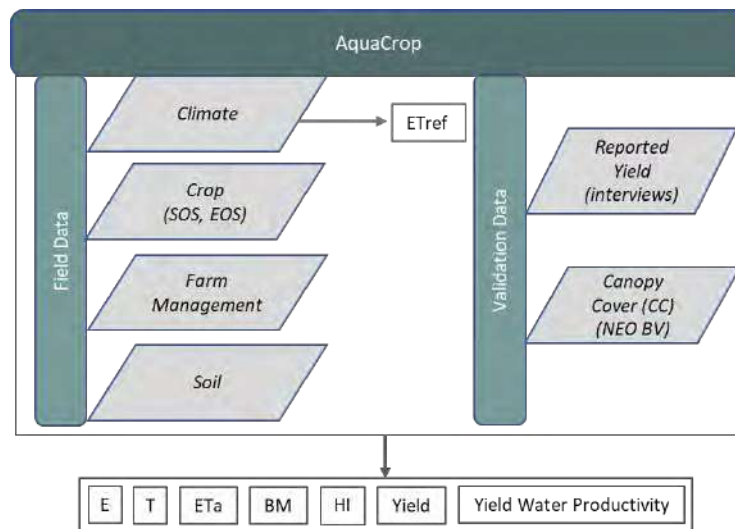 AquaCrop
Field Data
Climate
ETref
Crop
(SOS, EOS)
Farm
Management
Soil
Validation Data
Reported
Yield
(interviews)
Canopy
Cover (CC)
(NEO BV)
E
T
ETa
BM
HI
Yield
Yield Water Productivity